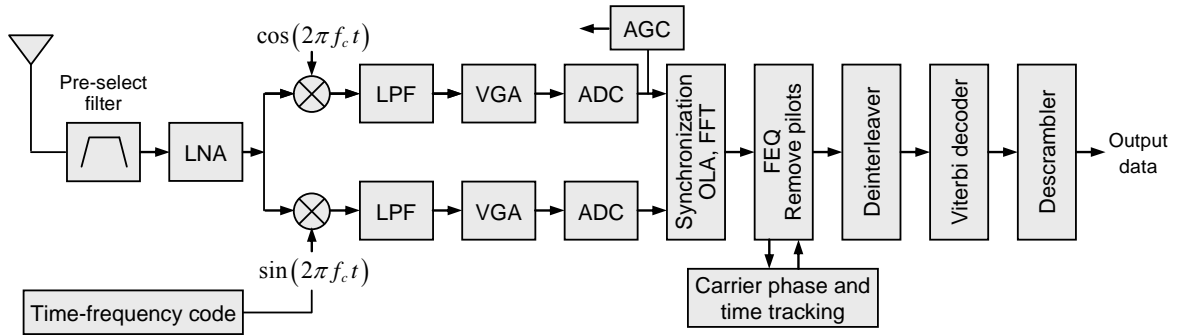 AGC
cos(2πf_c t)
Pre-select
filter
LPF
VGA
ADC
LNA
Synchronization
OLA, FFT
FEQ
Remove pilots
Deinterleaver
Viterbi decoder
Descrambler
Output
data
LPF
VGA
ADC
sin(2πf_c t)
Time-frequency code
Carrier phase and
time tracking